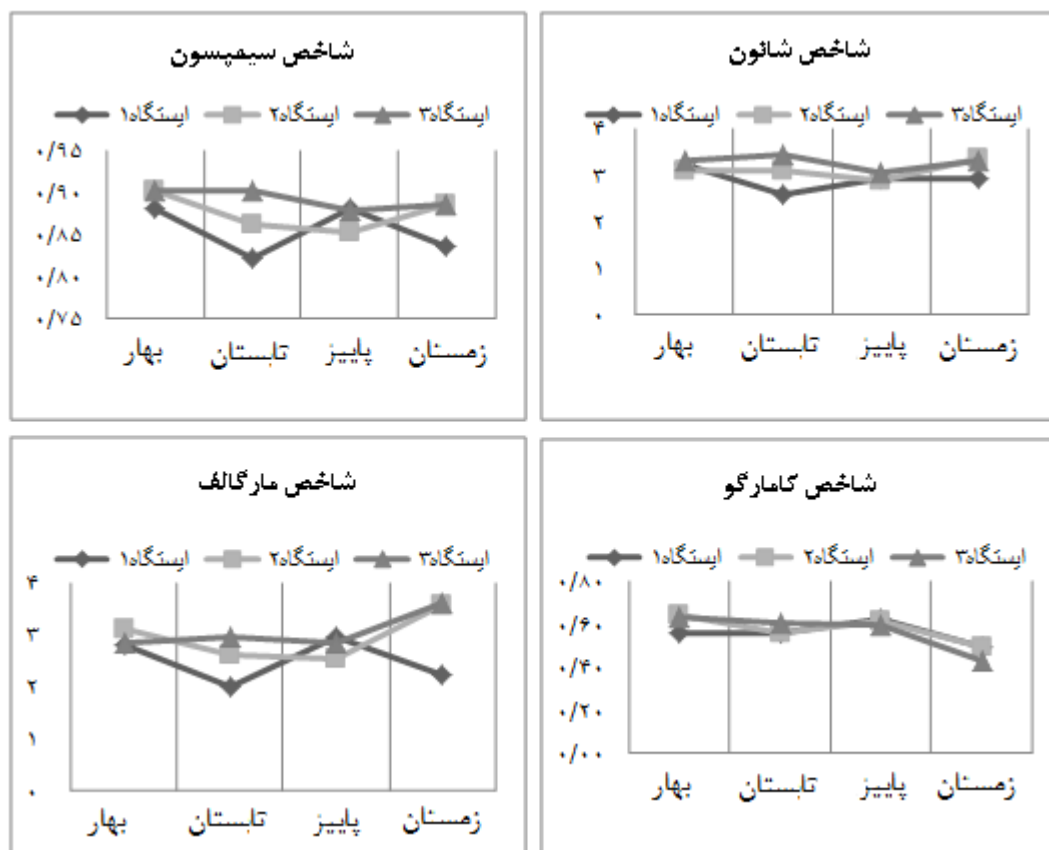 شاخص سیمپسون
ایستگاه۱ ایستگاه۲ ایستگاه۳
۰/۹۵
۰/۹۰
۰/۸۵
۰/۸۰
۰/۷۵
بهار تابستان پاییز زمستان
شاخص شانون
ایستگاه۱ ایستگاه۲ ایستگاه۳
۴
۳
۲
۱
۰
بهار تابستان پاییز زمستان
شاخص مارگالف
ایستگاه۱ ایستگاه۲ ایستگاه۳
۴
۳
۲
۱
۰
بهار تابستان پاییز زمستان
شاخص کامارگو
ایستگاه۱ ایستگاه۲ ایستگاه۳
۰/۸۰
۰/۶۰
۰/۴۰
۰/۲۰
۰/۰۰
بهار تابستان پاییز زمستان